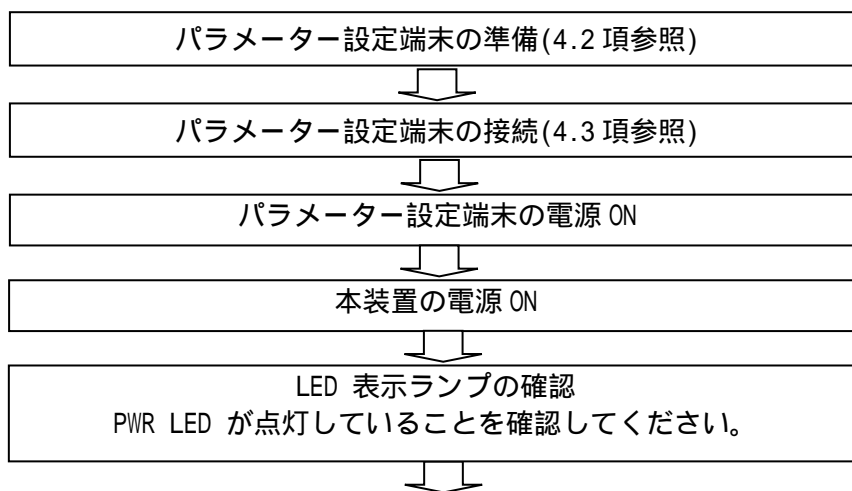 パラメーター設定端末の準備(4.2 項参照)
パラメーター設定端末の接続(4.3 項参照)
パラメーター設定端末の電源 ON
本装置の電源 ON
LED 表示ランプの確認
PWR LED が点灯していることを確認してください。